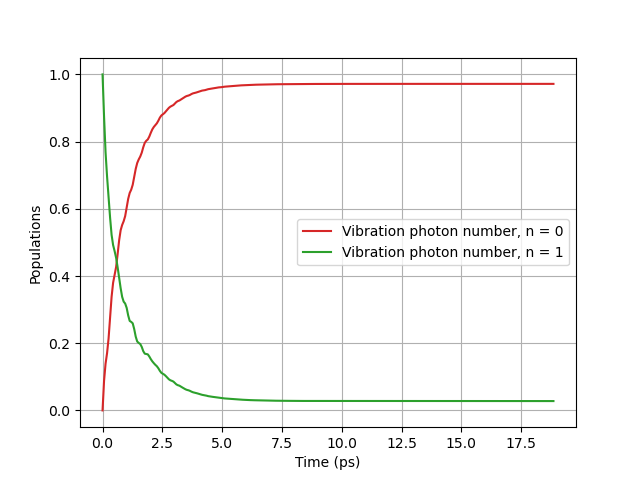 1.0
0.8
0.6
0.4
0.2
0.0
Populations
Vibration photon number, n = 0
Vibration photon number, n = 1
0.0 2.5 5.0 7.5 10.0 12.5 15.0 17.5
Time (ps)